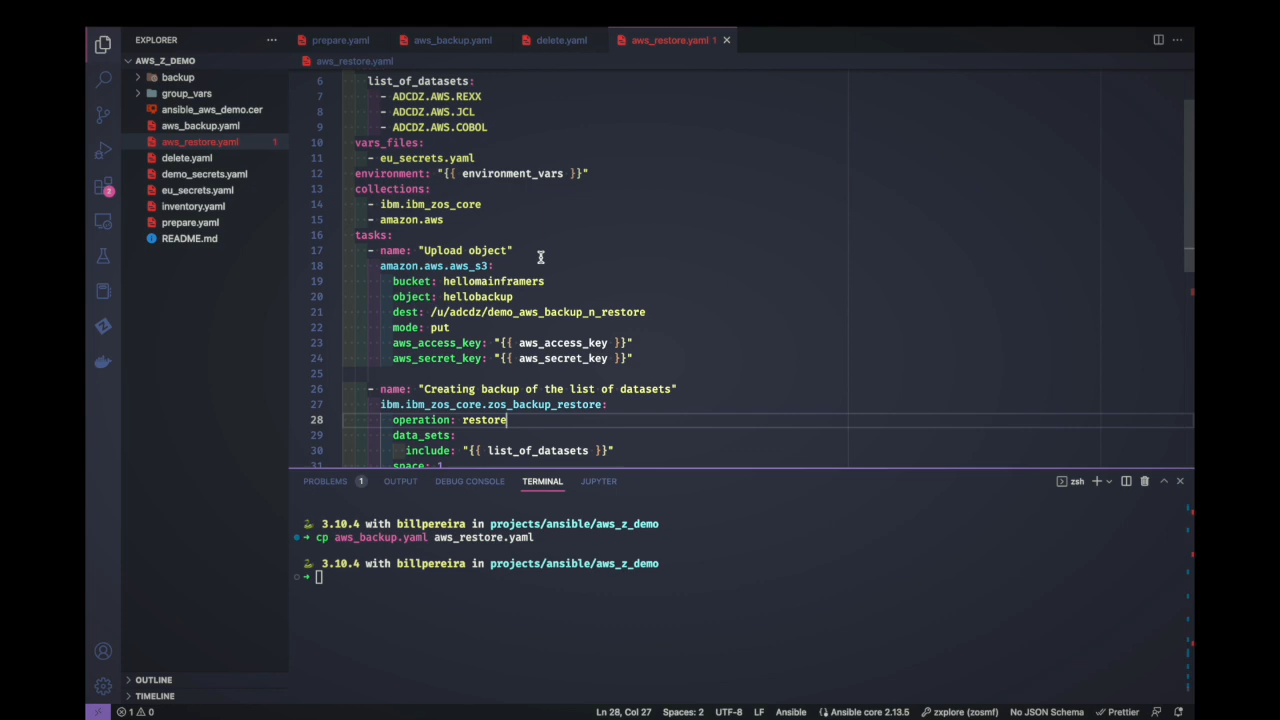 EXPLORER
AWS_Z_DEMO
backup
group_vars
ansible_aws_demo.cer
aws_backup.yaml
aws_restore.yaml 1
delete.yaml
demo_secrets.yaml
eu_secrets.yaml
inventory.yaml
prepare.yaml
README.md
OUTLINE
TIMELINE
2
prepare.yaml aws_backup.yaml delete.yaml aws_restore.yaml 1
aws_restore.yaml
6 list_of_datasets:
7 - ADCDZ.AWS.REXX
8 - ADCDZ.AWS.JCL
9 - ADCDZ.AWS.COBOL
10 vars_files:
11 - eu_secrets.yaml
12 environment: "{{ environment_vars }}"
13 collections:
14 - ibm.ibm_zos_core
15 - amazon.aws
16 tasks:
17 - name: "Upload object"
18 amazon.aws.aws_s3:
19 bucket: hellomainframers
20 object: hellobackup
21 dest: /u/adcdz/demo_aws_backup_n_restore
22 mode: put
23 aws_access_key: "{{ aws_access_key }}"
24 aws_secret_key: "{{ aws_secret_key }}"
25
26 - name: "Creating backup of the list of datasets"
27 ibm.ibm_zos_core.zos_backup_restore:
28 operation: restore
29 data_sets:
30 include: "{{ list_of_datasets }}"
31 space: 1
PROBLEMS 1 OUTPUT DEBUG CONSOLE TERMINAL JUPYTER
zsh
3.10.4 with billpereira in projects/ansible/aws_z_demo
cp aws_backup.yaml aws_restore.yaml
3.10.4 with billpereira in projects/ansible/aws_z_demo
1 0 Ln 28, Col 27 Spaces: 2 UTF-8 LF Ansible Ansible core 2.13.5 zxplore (zosmf) No JSON Schema Prettier